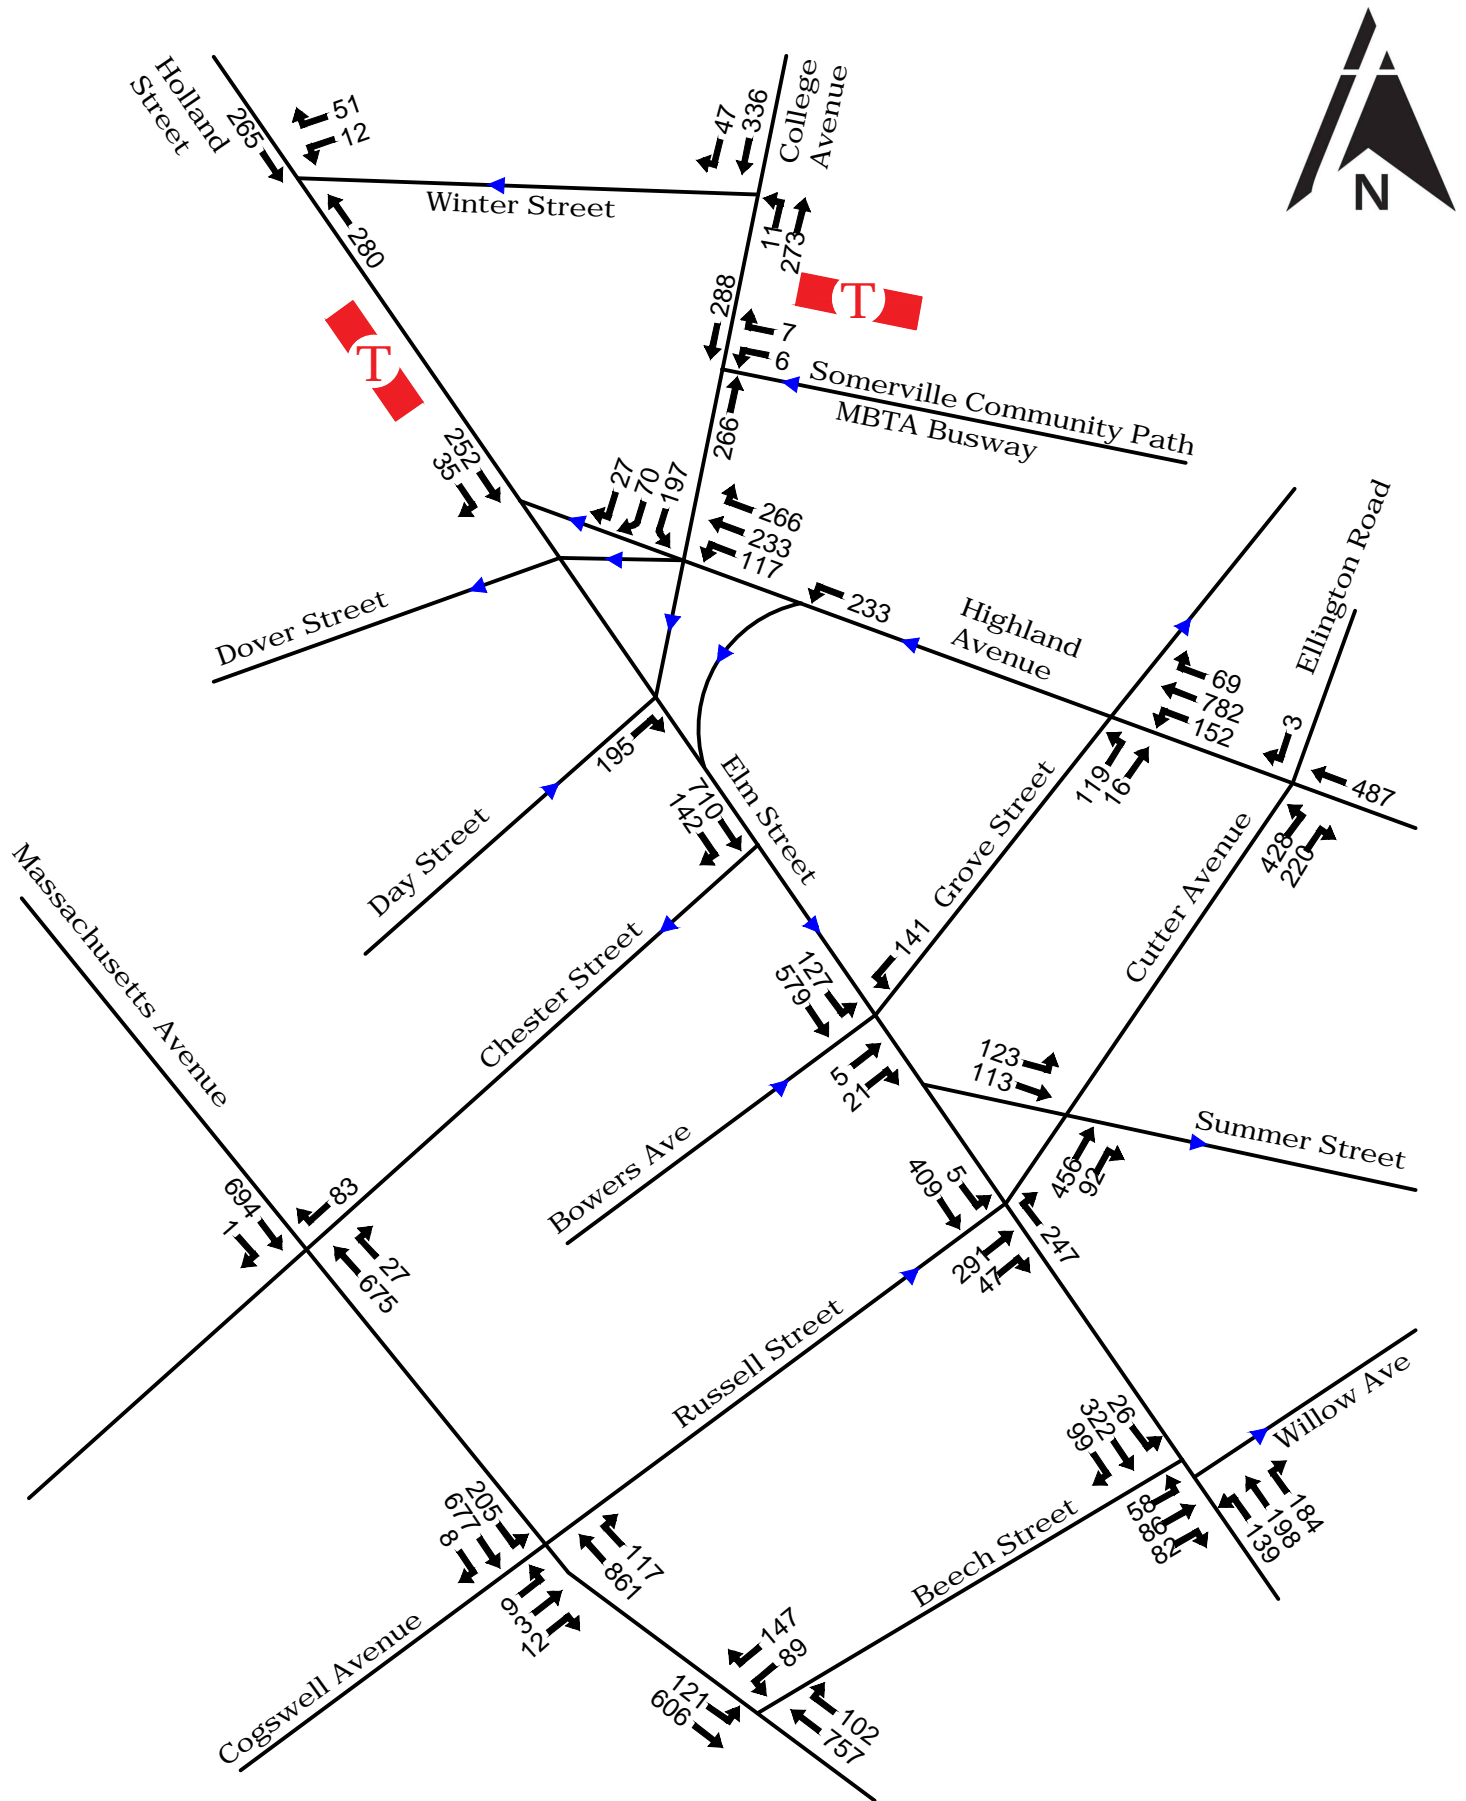 Holland
Street
265
51
12
47
336
College
Avenue
N
Winter Street
280
11
273
T
288
7
6
T
Somerville Community Path
MBTA Busway
266
252
35
27
70
197
266
233
117
233
Highland
Avenue
Ellington Road
Dover Street
69
782
152
3
487
195
119
16
428
220
Elm Street
710
142
Day Street
Grove Street
Cutter Avenue
Massachusetts Avenue
Chester Street
141
127
579
5
21
123
113
Summer Street
Bowers Ave
456
92
694
1
83
27
675
409
5
247
291
47
Russell Street
Willow Ave
26
322
99
58
86
82
184
198
139
Beech Street
205
677
8
117
861
9
3
12
Cogswell Avenue
147
89
121
606
102
757